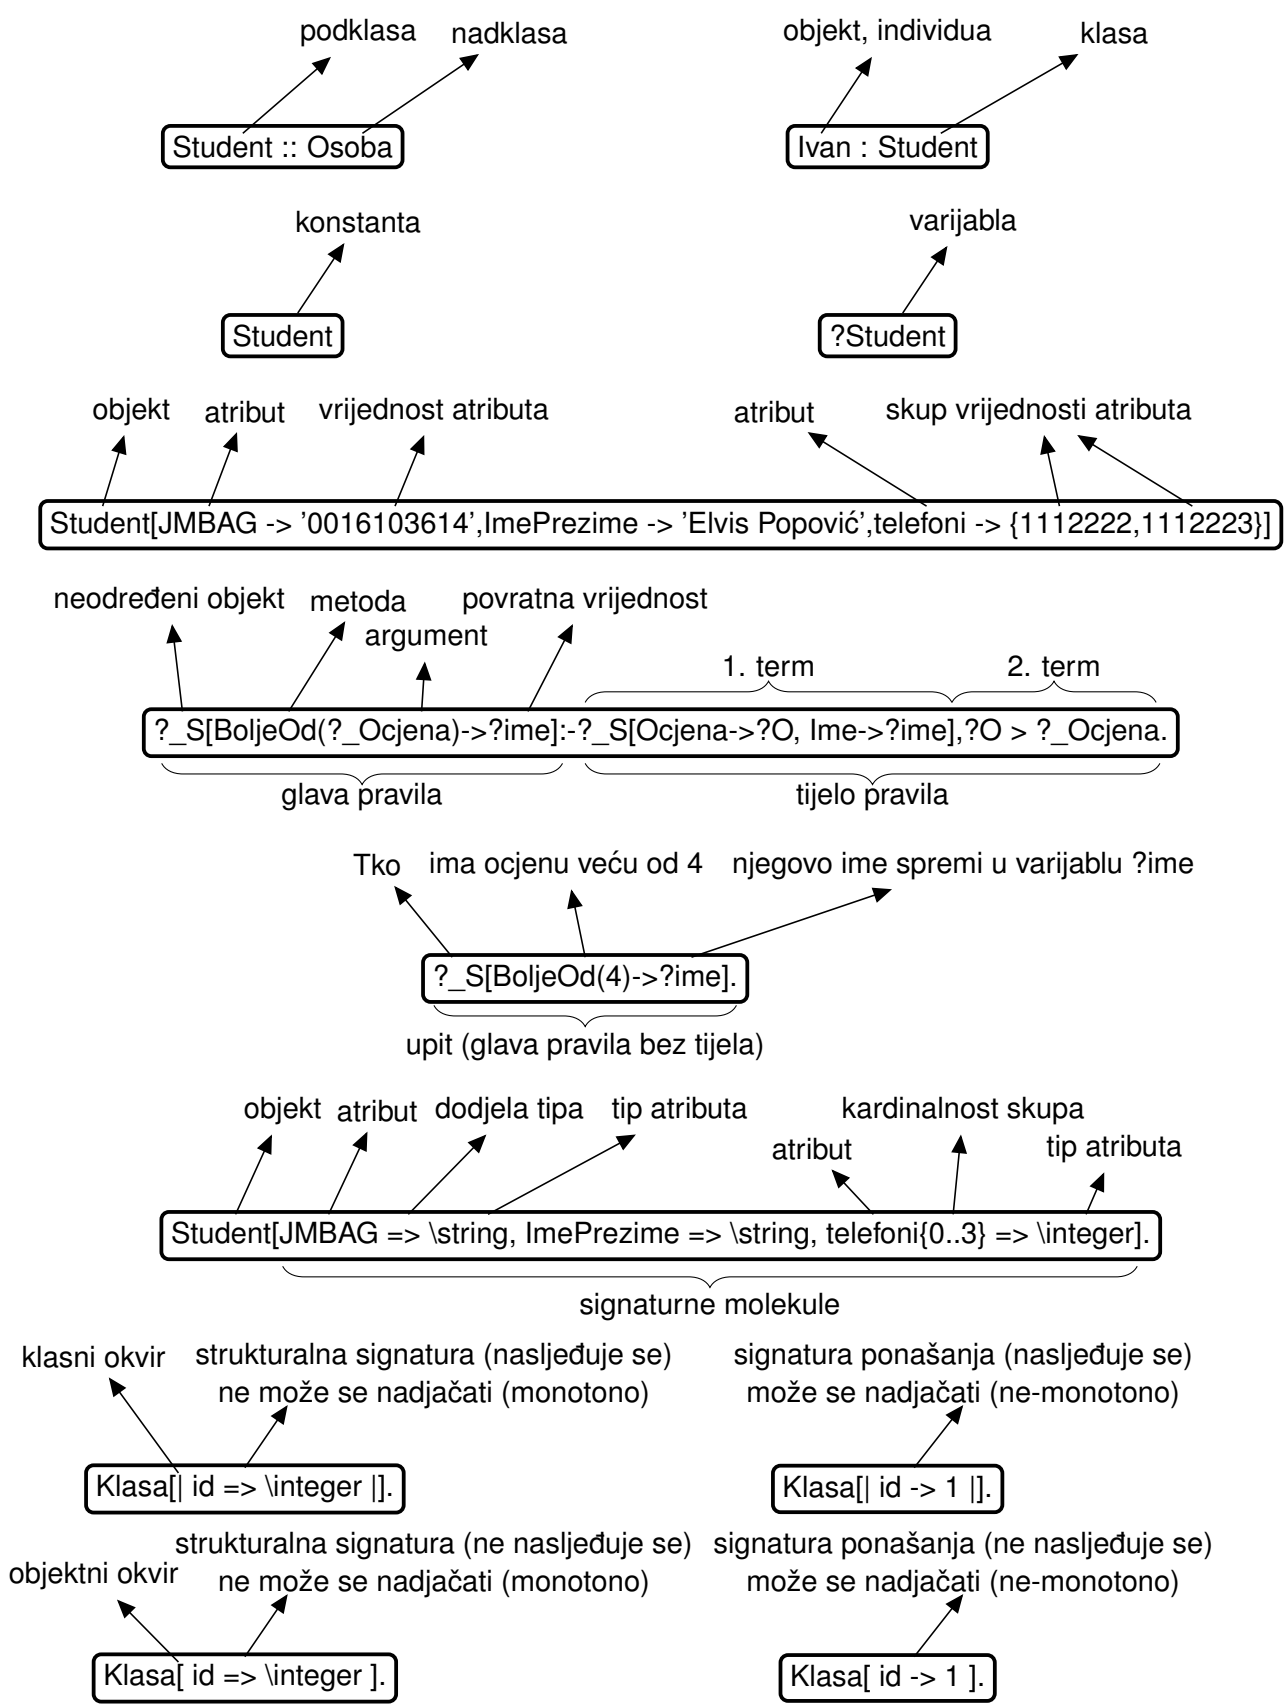 podklasa nadklasa objekt, individua klasa
Student :: Osoba Ivan : Student
konstanta varijabla
Student ?Student
objekt atribut vrijednost atributa atribut skup vrijednosti atributa
Student[JMBAG -> ’0016103614’,ImePrezime -> ’Elvis Popović’,telefoni -> {1112222,1112223}]
neodređeni objekt metoda povratna vrijednost
argument
1. term 2. term
?_S[BoljeOd(?_Ocjena)->?ime]:-?_S[Ocjena->?O, Ime->?ime],?O > ?_Ocjena.
glava pravila tijelo pravila
Tko ima ocjenu veću od 4 njegovo ime spremi u varijablu ?ime
?_S[BoljeOd(4)->?ime].
upit (glava pravila bez tijela)
objekt atribut dodjela tipa tip atributa kardinalnost skupa
atribut tip atributa
Student[JMBAG => \string, ImePrezime => \string, telefoni{0..3} => \integer].
signaturne molekule
klasni okvir strukturalna signatura (nasljeđuje se) signatura ponašanja (nasljeđuje se)
ne može se nadjačati (monotono) može se nadjačati (ne-monotono)
Klasa[| id => \integer |]. Klasa[| id -> 1 |].
strukturalna signatura (ne nasljeđuje se) signatura ponašanja (ne nasljeđuje se)
objektni okvir ne može se nadjačati (monotono) može se nadjačati (ne-monotono)
Klasa[ id => \integer ]. Klasa[ id -> 1 ].